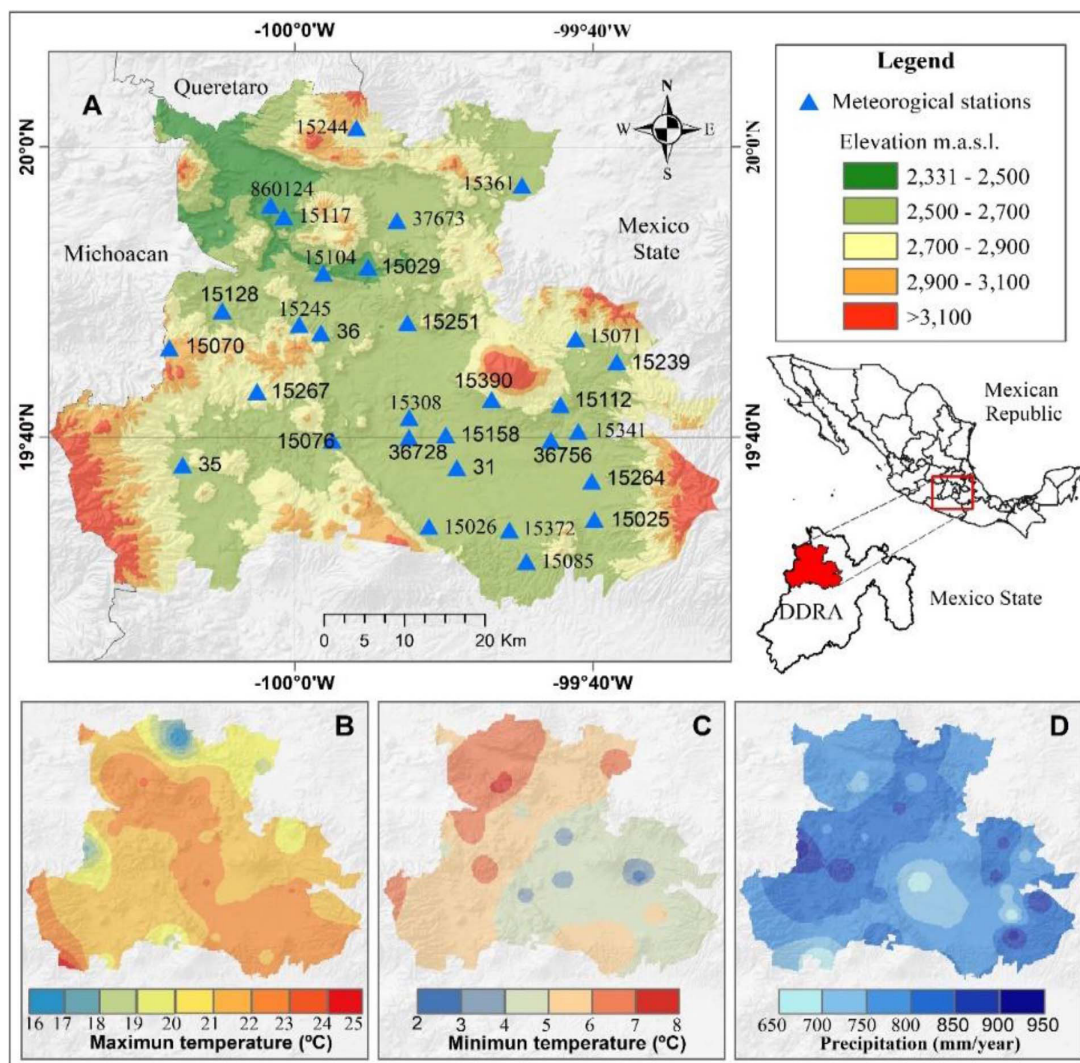 -100°0'W
-99°40'W
A
Queretaro
15244
20°0'N
15361
860124
15117
37673
Michoacan
Mexico
State
15104
15029
15128
15245
36
15251
15071
15070
15239
15267
15390
15112
15308
19°40'N
15076
36728
15158
15341
36756
35
31
15264
15026
15372
15025
15085
0 5 10 20 Km
-100°0'W
-99°40'W
N
W E
S
20°0'N
19°40'N
Legend
Meteorogical stations
Elevation m.a.s.l.
2,331 - 2,500
2,500 - 2,700
2,700 - 2,900
2,900 - 3,100
>3,100
Mexican
Republic
DDRA
Mexico State
B
16 17 18 19 20 21 22 23 24 25
Maximun temperature (ºC)
C
2 3 4 5 6 7 8
Minimun temperature (ºC)
D
650 700 750 800 850 900 950
Precipitation (mm/year)